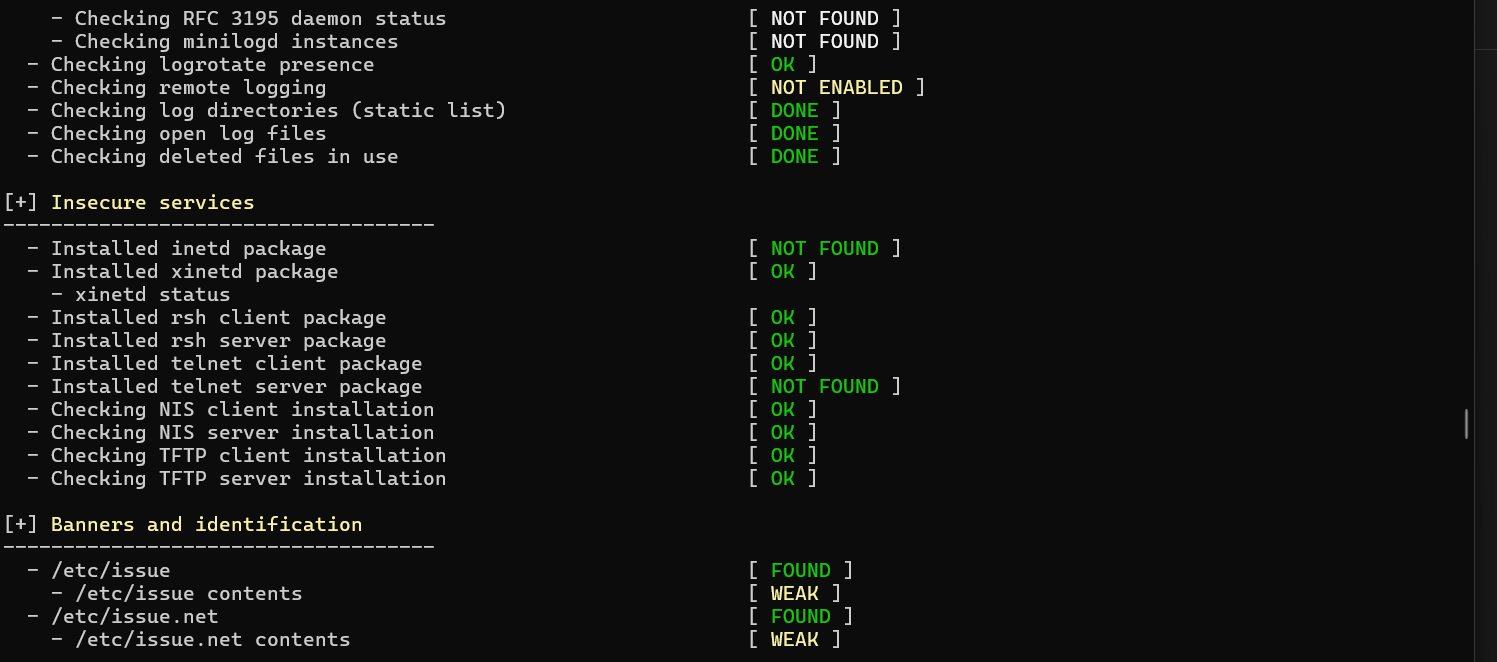 - Checking RFC 3195 daemon status                         [ NOT FOUND ]
    - Checking minilogd instances                             [ NOT FOUND ]
  - Checking logrotate presence                               [ OK ]
  - Checking remote logging                                   [ NOT ENABLED ]
  - Checking log directories (static list)                    [ DONE ]
  - Checking open log files                                   [ DONE ]
  - Checking deleted files in use                             [ DONE ]

[+] Insecure services
------------------------------------
  - Installed inetd package                                   [ NOT FOUND ]
  - Installed xinetd package                                  [ OK ]
    - xinetd status
  - Installed rsh client package                              [ OK ]
  - Installed rsh server package                              [ OK ]
  - Installed telnet client package                           [ OK ]
  - Installed telnet server package                           [ NOT FOUND ]
  - Checking NIS client installation                          [ OK ]
  - Checking NIS server installation                          [ OK ]
  - Checking TFTP client installation                         [ OK ]
  - Checking TFTP server installation                         [ OK ]

[+] Banners and identification
------------------------------------
  - /etc/issue                                                [ FOUND ]
    - /etc/issue contents                                     [ WEAK ]
  - /etc/issue.net                                            [ FOUND ]
    - /etc/issue.net contents                                 [ WEAK ]